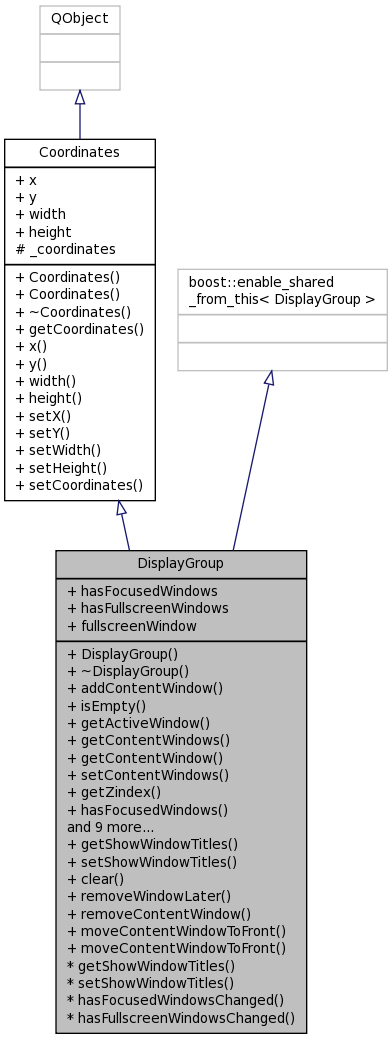 QObject
Coordinates
+ x
+ y
+ width
+ height
# _coordinates
+ Coordinates()
+ Coordinates()
+ ~Coordinates()
+ getCoordinates()
+ x()
+ y()
+ width()
+ height()
+ setX()
+ setY()
+ setWidth()
+ setHeight()
+ setCoordinates()
boost::enable_shared
_from_this< DisplayGroup >
DisplayGroup
+ hasFocusedWindows
+ hasFullscreenWindows
+ fullscreenWindow
+ DisplayGroup()
+ ~DisplayGroup()
+ addContentWindow()
+ isEmpty()
+ getActiveWindow()
+ getContentWindows()
+ getContentWindow()
+ setContentWindows()
+ getZindex()
+ hasFocusedWindows()
and 9 more...
+ getShowWindowTitles()
+ setShowWindowTitles()
+ clear()
+ removeWindowLater()
+ removeContentWindow()
+ moveContentWindowToFront()
+ moveContentWindowToFront()
* getShowWindowTitles()
* setShowWindowTitles()
* hasFocusedWindowsChanged()
* hasFullscreenWindowsChanged()